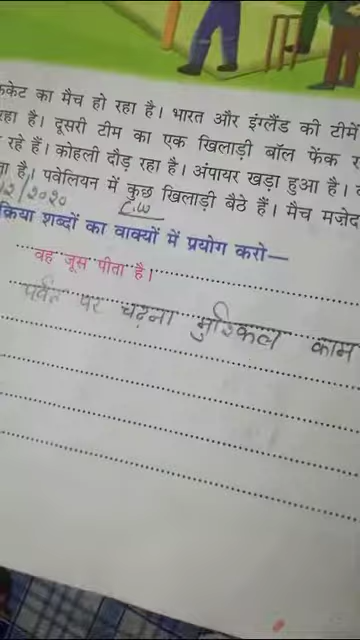 केट का मैच हो रहा है। भारत और इंग्लैंड की टीमें
रहा है। दूसरी टीम का एक खिलाड़ी बॉल फेंक र
रहे हैं। कोहली दौड़ रहा है। अंपायर खड़ा हुआ है।
है। पवेलियन में कुछ खिलाड़ी बैठे हैं। मैच मज़ेद
/2/2020
C.W
क्रिया शब्दों का वाक्यों में प्रयोग करो—
वह जूस पीता है।
पर्वत पर चढ़ना मुश्किल काम